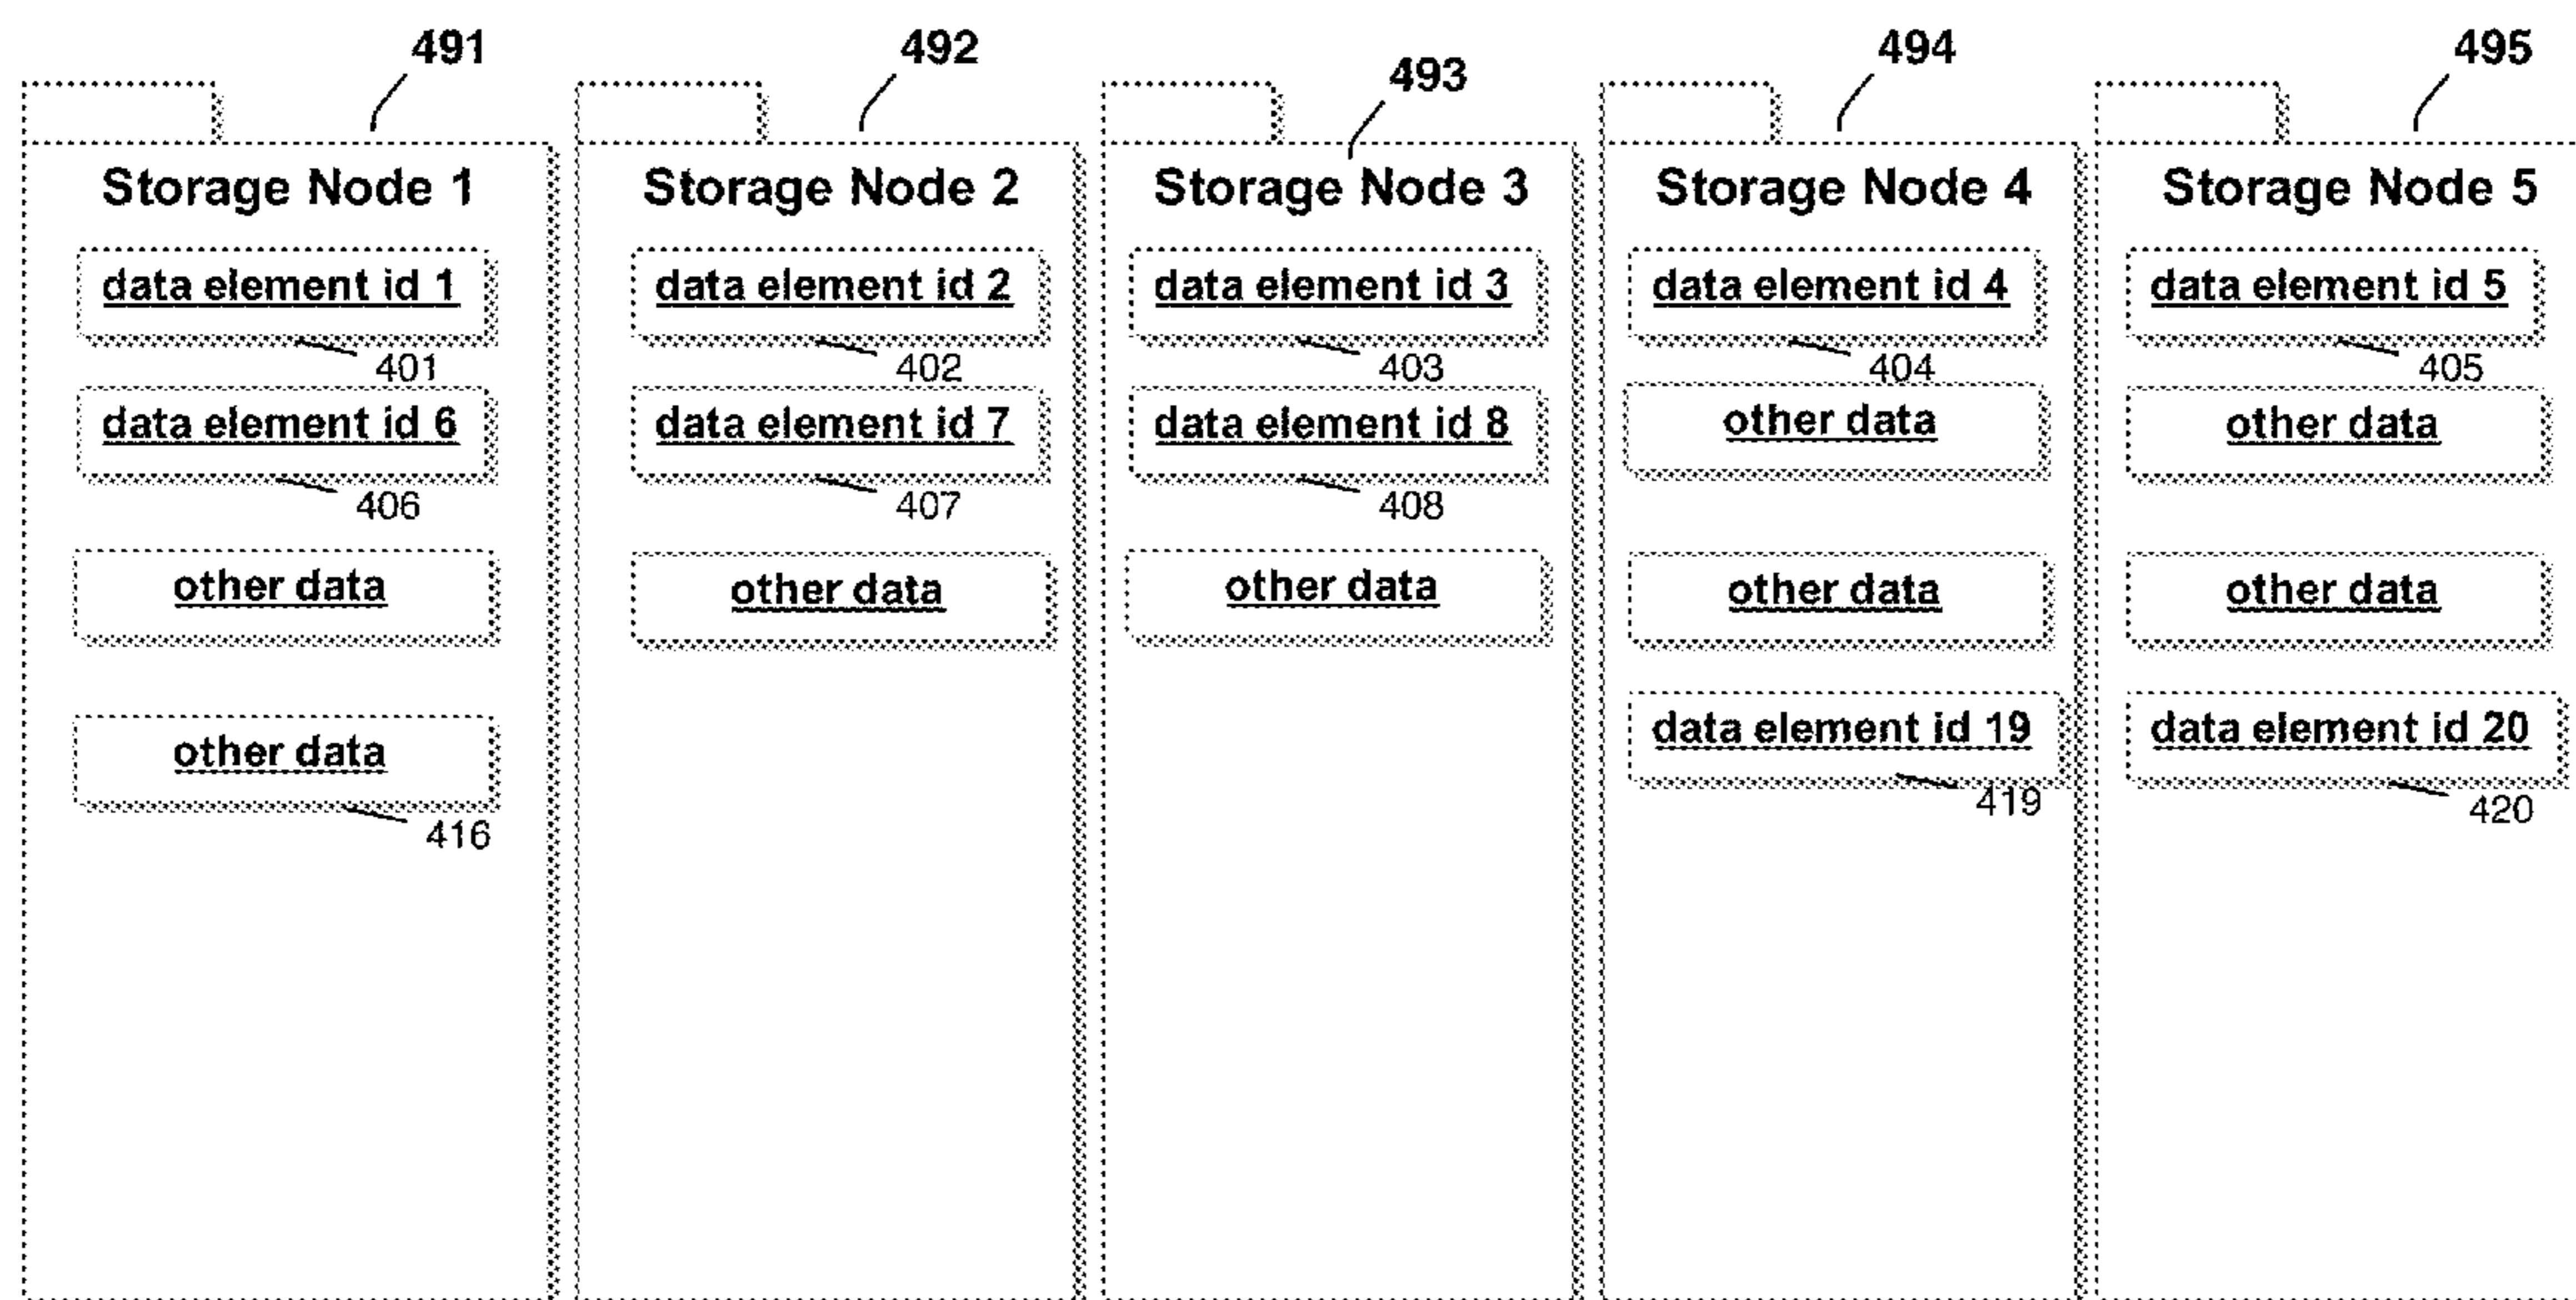 491
492
493
494
495
Storage Node 1
Storage Node 2
Storage Node 3
Storage Node 4
Storage Node 5
data element id 1
data element id 2
data element id 3
data element id 4
data element id 5
401
402
403
404
405
data element id 6
data element id 7
data element id 8
other data
other data
406
407
408
other data
other data
other data
other data
other data
other data
data element id 19
data element id 20
416
419
420